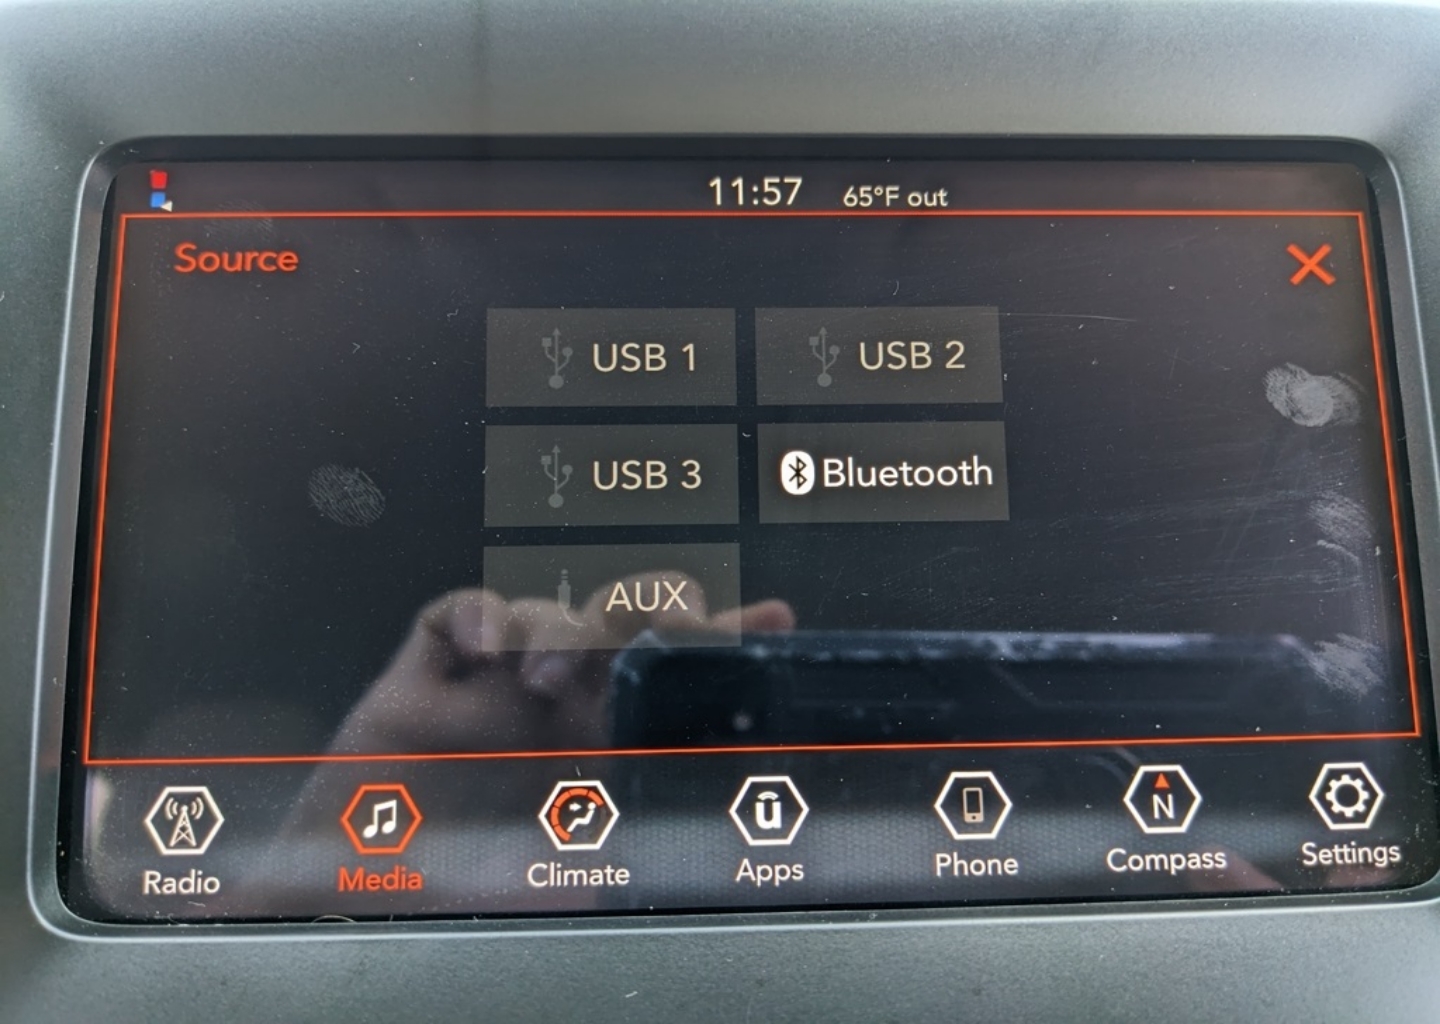 11:57 65°F out
Source
USB 1 USB 2
USB 3 Bluetooth
AUX
N
Radio Media Climate Apps Phone Compass Settings